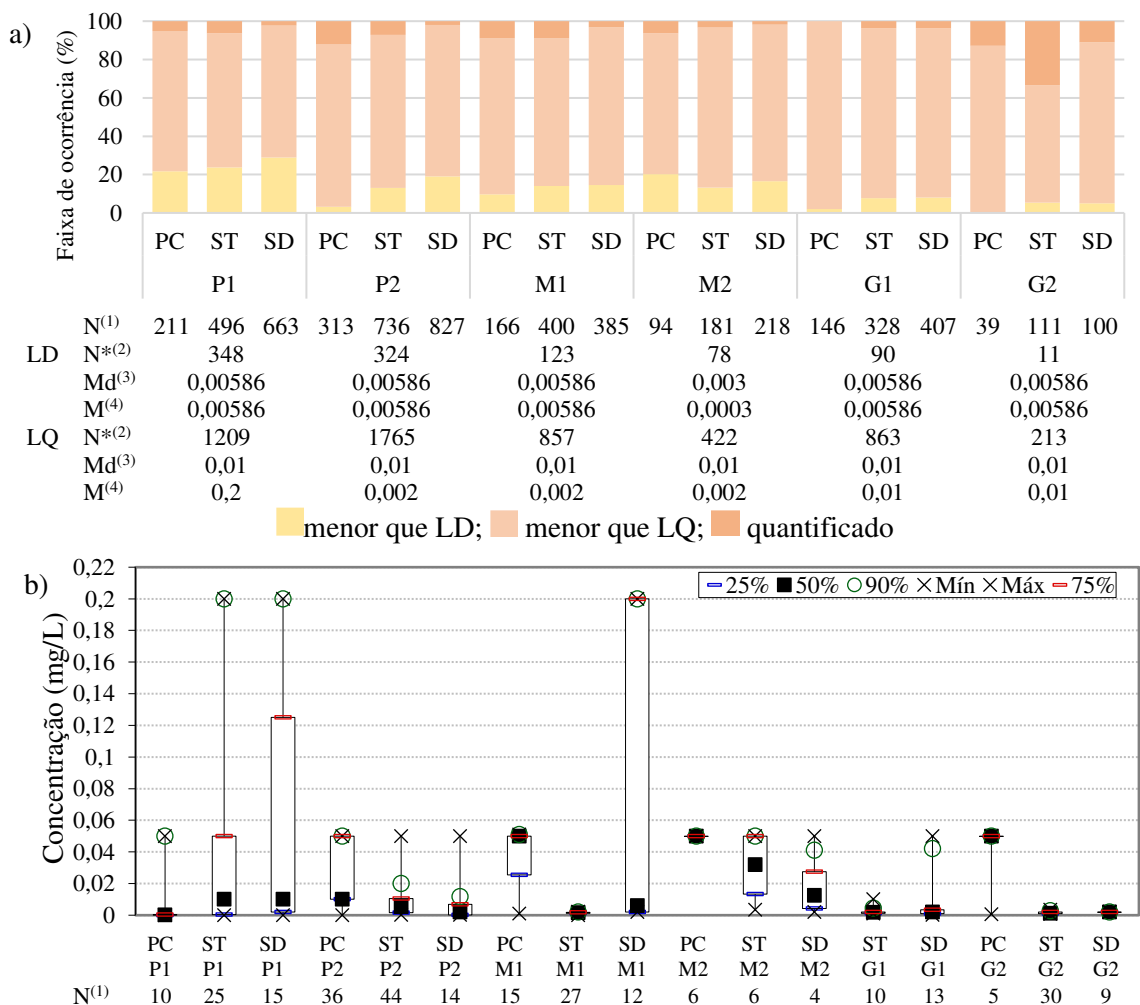 a)
Faixa de ocorrência (%)
100
80
60
40
20
0
PC ST SD PC ST SD PC ST SD PC ST SD PC ST SD PC ST SD
P1 P2 M1 M2 G1 G2
N(1) 211 496 663 313 736 827 166 400 385 94 181 218 146 328 407 39 111 100
LD N*(2) 348 324 123 78 90 11
Md(3) 0,00586 0,00586 0,00586 0,003 0,00586 0,00586
M(4) 0,00586 0,00586 0,00586 0,0003 0,00586 0,00586
LQ N*(2) 1209 1765 857 422 863 213
Md(3) 0,01 0,01 0,01 0,01 0,01 0,01
M(4) 0,2 0,002 0,002 0,002 0,01 0,01
menor que LD; menor que LQ; quantificado
b)
Concentração (mg/L)
0,22
0,2
0,18
0,16
0,14
0,12
0,1
0,08
0,06
0,04
0,02
0
25% 50% 90% Mín Máx 75%
PC ST SD PC ST SD PC ST SD PC ST SD ST SD PC ST SD
P1 P1 P1 P2 P2 P2 M1 M1 M1 M2 M2 M2 G1 G1 G2 G2 G2
N(1) 10 25 15 36 44 14 15 27 12 6 6 4 10 13 5 30 9